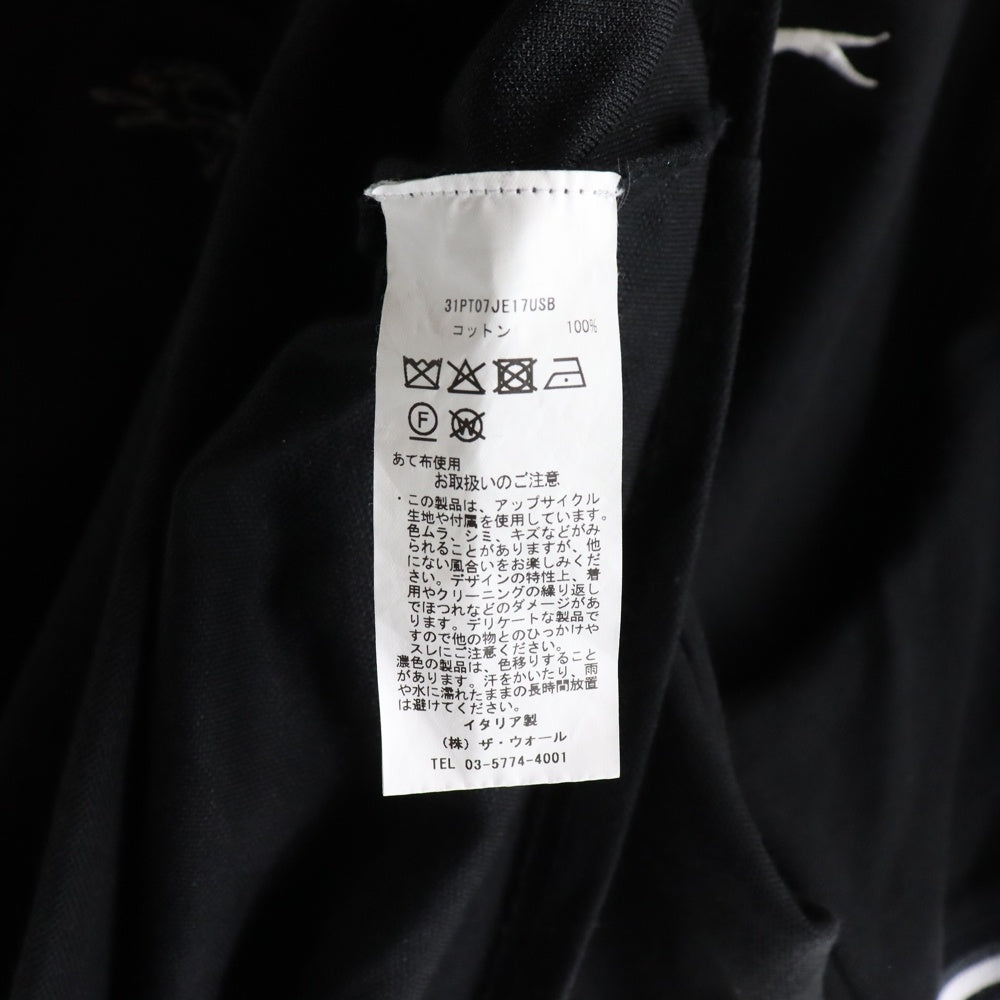 31PT07JE17USB
コットン 100%
F
W
あて布使用
お取扱いのご注意
・この製品は、アップサイクル
生地や付属を使用しています。
色ムラ、シミ、キズなどがみ
られることがありますが、他
にない風合いをお楽しみくだ
さい。デザインの特性上、着
用やクリーニングの繰り返し
でほつれなどのダメージがあ
ります。デリケートな製品で
すので他の物とのひっかけや
スレにご注意ください。
濃色の製品は、色移りすること
があります。汗をかいたり、雨
や水に濡れたままの長時間放置
は避けてください。
イタリア製
（株）ザ・ウォール
TEL 03-5774-4001